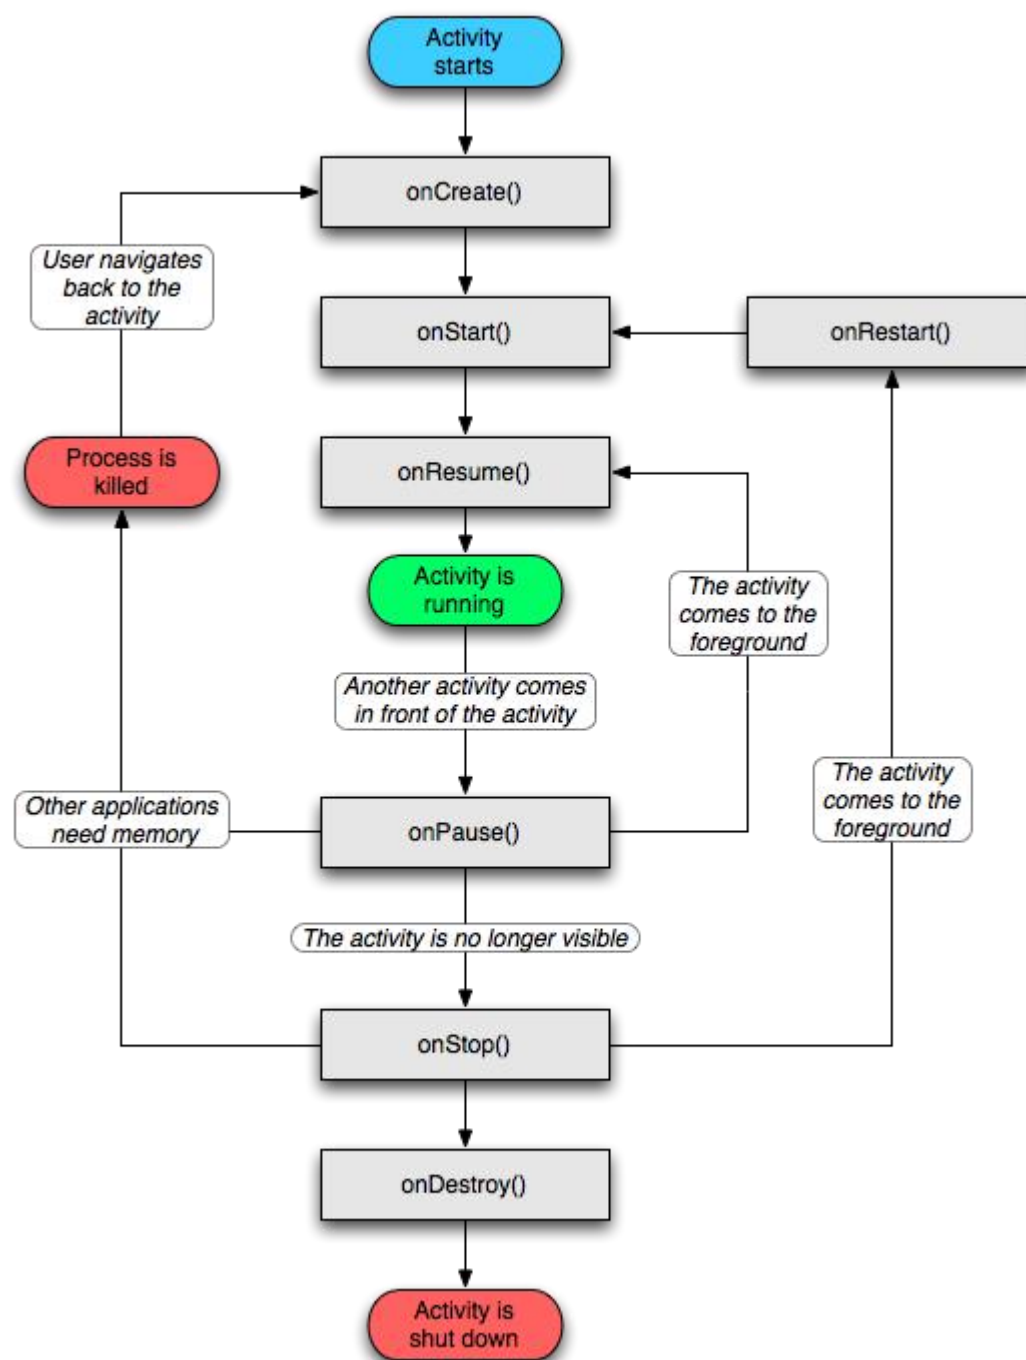 Activity
starts
onCreate()
User navigates
back to the
activity
onStart()
onRestart()
Process is
killed
onResume()
Activity is
running
The activity
comes to the
foreground
Another activity comes
in front of the activity
The activity
comes to the
foreground
Other applications
need memory
onPause()
The activity is no longer visible
onStop()
onDestroy()
Activity is
shut down